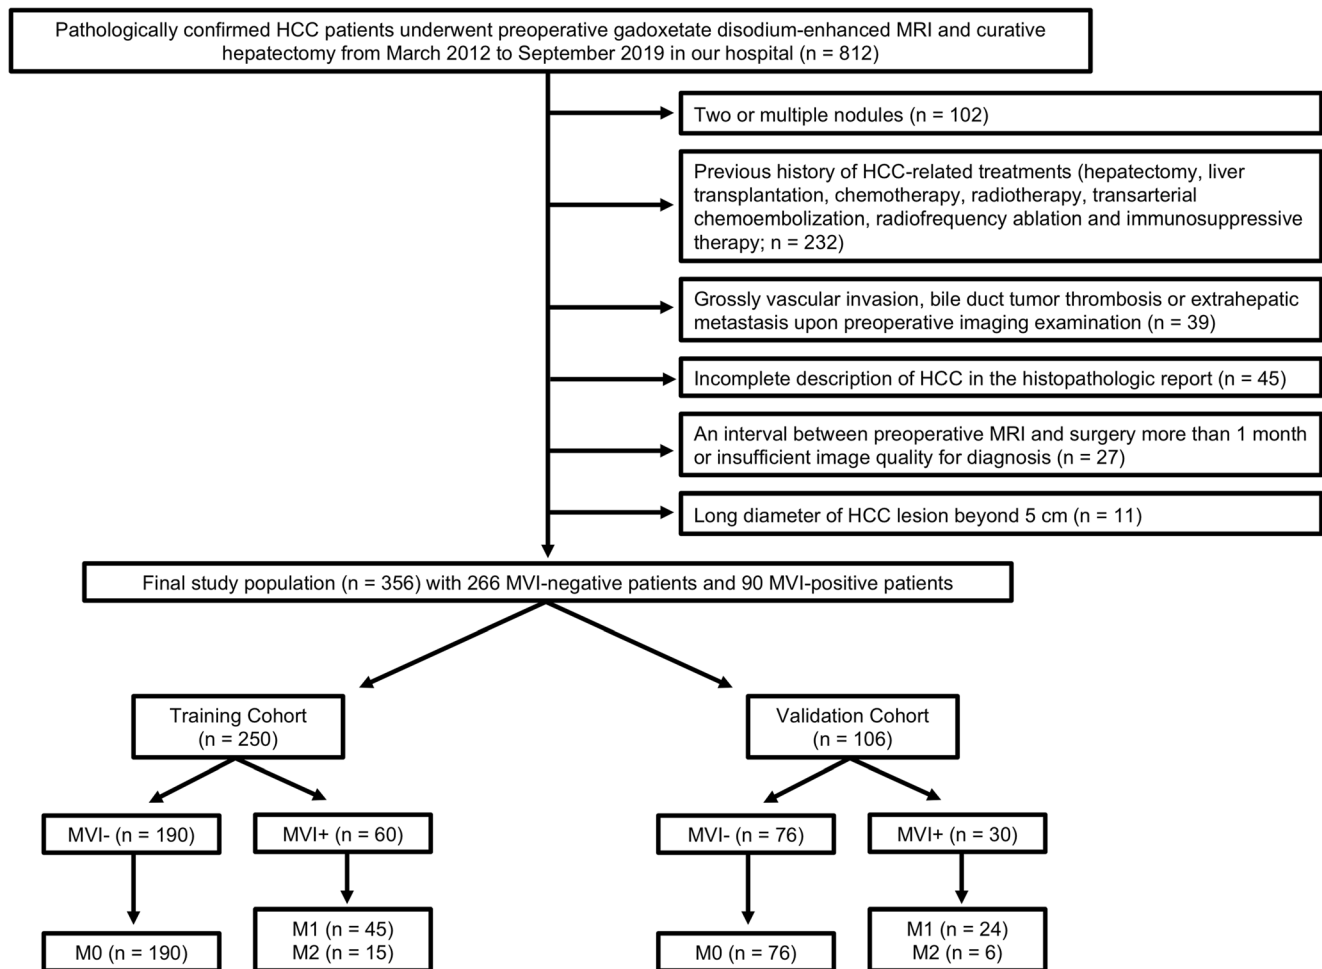 Pathologically confirmed HCC patients underwent preoperative gadoxetate disodium-enhanced MRI and curative
hepatectomy from March 2012 to September 2019 in our hospital (n = 812)
Two or multiple nodules (n = 102)
Previous history of HCC-related treatments (hepatectomy, liver
transplantation, chemotherapy, radiotherapy, transarterial
chemoembolization, radiofrequency ablation and immunosuppressive
therapy; n = 232)
Grossly vascular invasion, bile duct tumor thrombosis or extrahepatic
metastasis upon preoperative imaging examination (n = 39)
Incomplete description of HCC in the histopathologic report (n = 45)
An interval between preoperative MRI and surgery more than 1 month
or insufficient image quality for diagnosis (n = 27)
Long diameter of HCC lesion beyond 5 cm (n = 11)
Final study population (n = 356) with 266 MVI-negative patients and 90 MVI-positive patients
Training Cohort
(n = 250)
Validation Cohort
(n = 106)
MVI- (n = 190)
MVI+ (n = 60)
MVI- (n = 76)
MVI+ (n = 30)
M0 (n = 190)
M1 (n = 45)
M2 (n = 15)
M0 (n = 76)
M1 (n = 24)
M2 (n = 6)